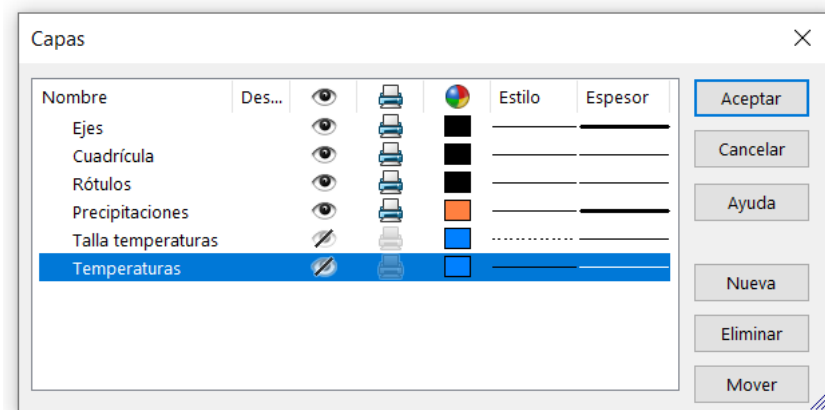 Capas
Nombre Des... Estilo Espesor
Aceptar
Ejes
Cuadrícula
Cancelar
Rótulos
Precipitaciones
Ayuda
Talla temperaturas
Temperaturas
Nueva
Eliminar
Mover